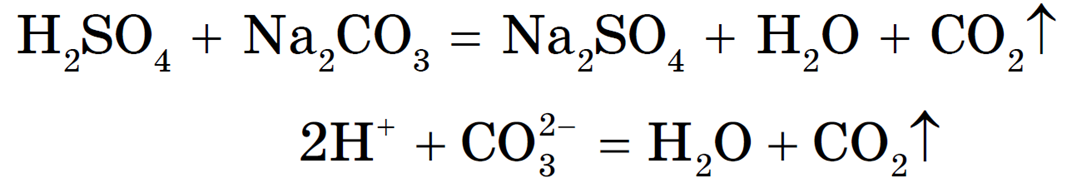 H₂SO₄ + Na₂CO₃ = Na₂SO₄ + H₂O + CO₂↑
2H⁺ + CO₃²⁻ = H₂O + CO₂↑